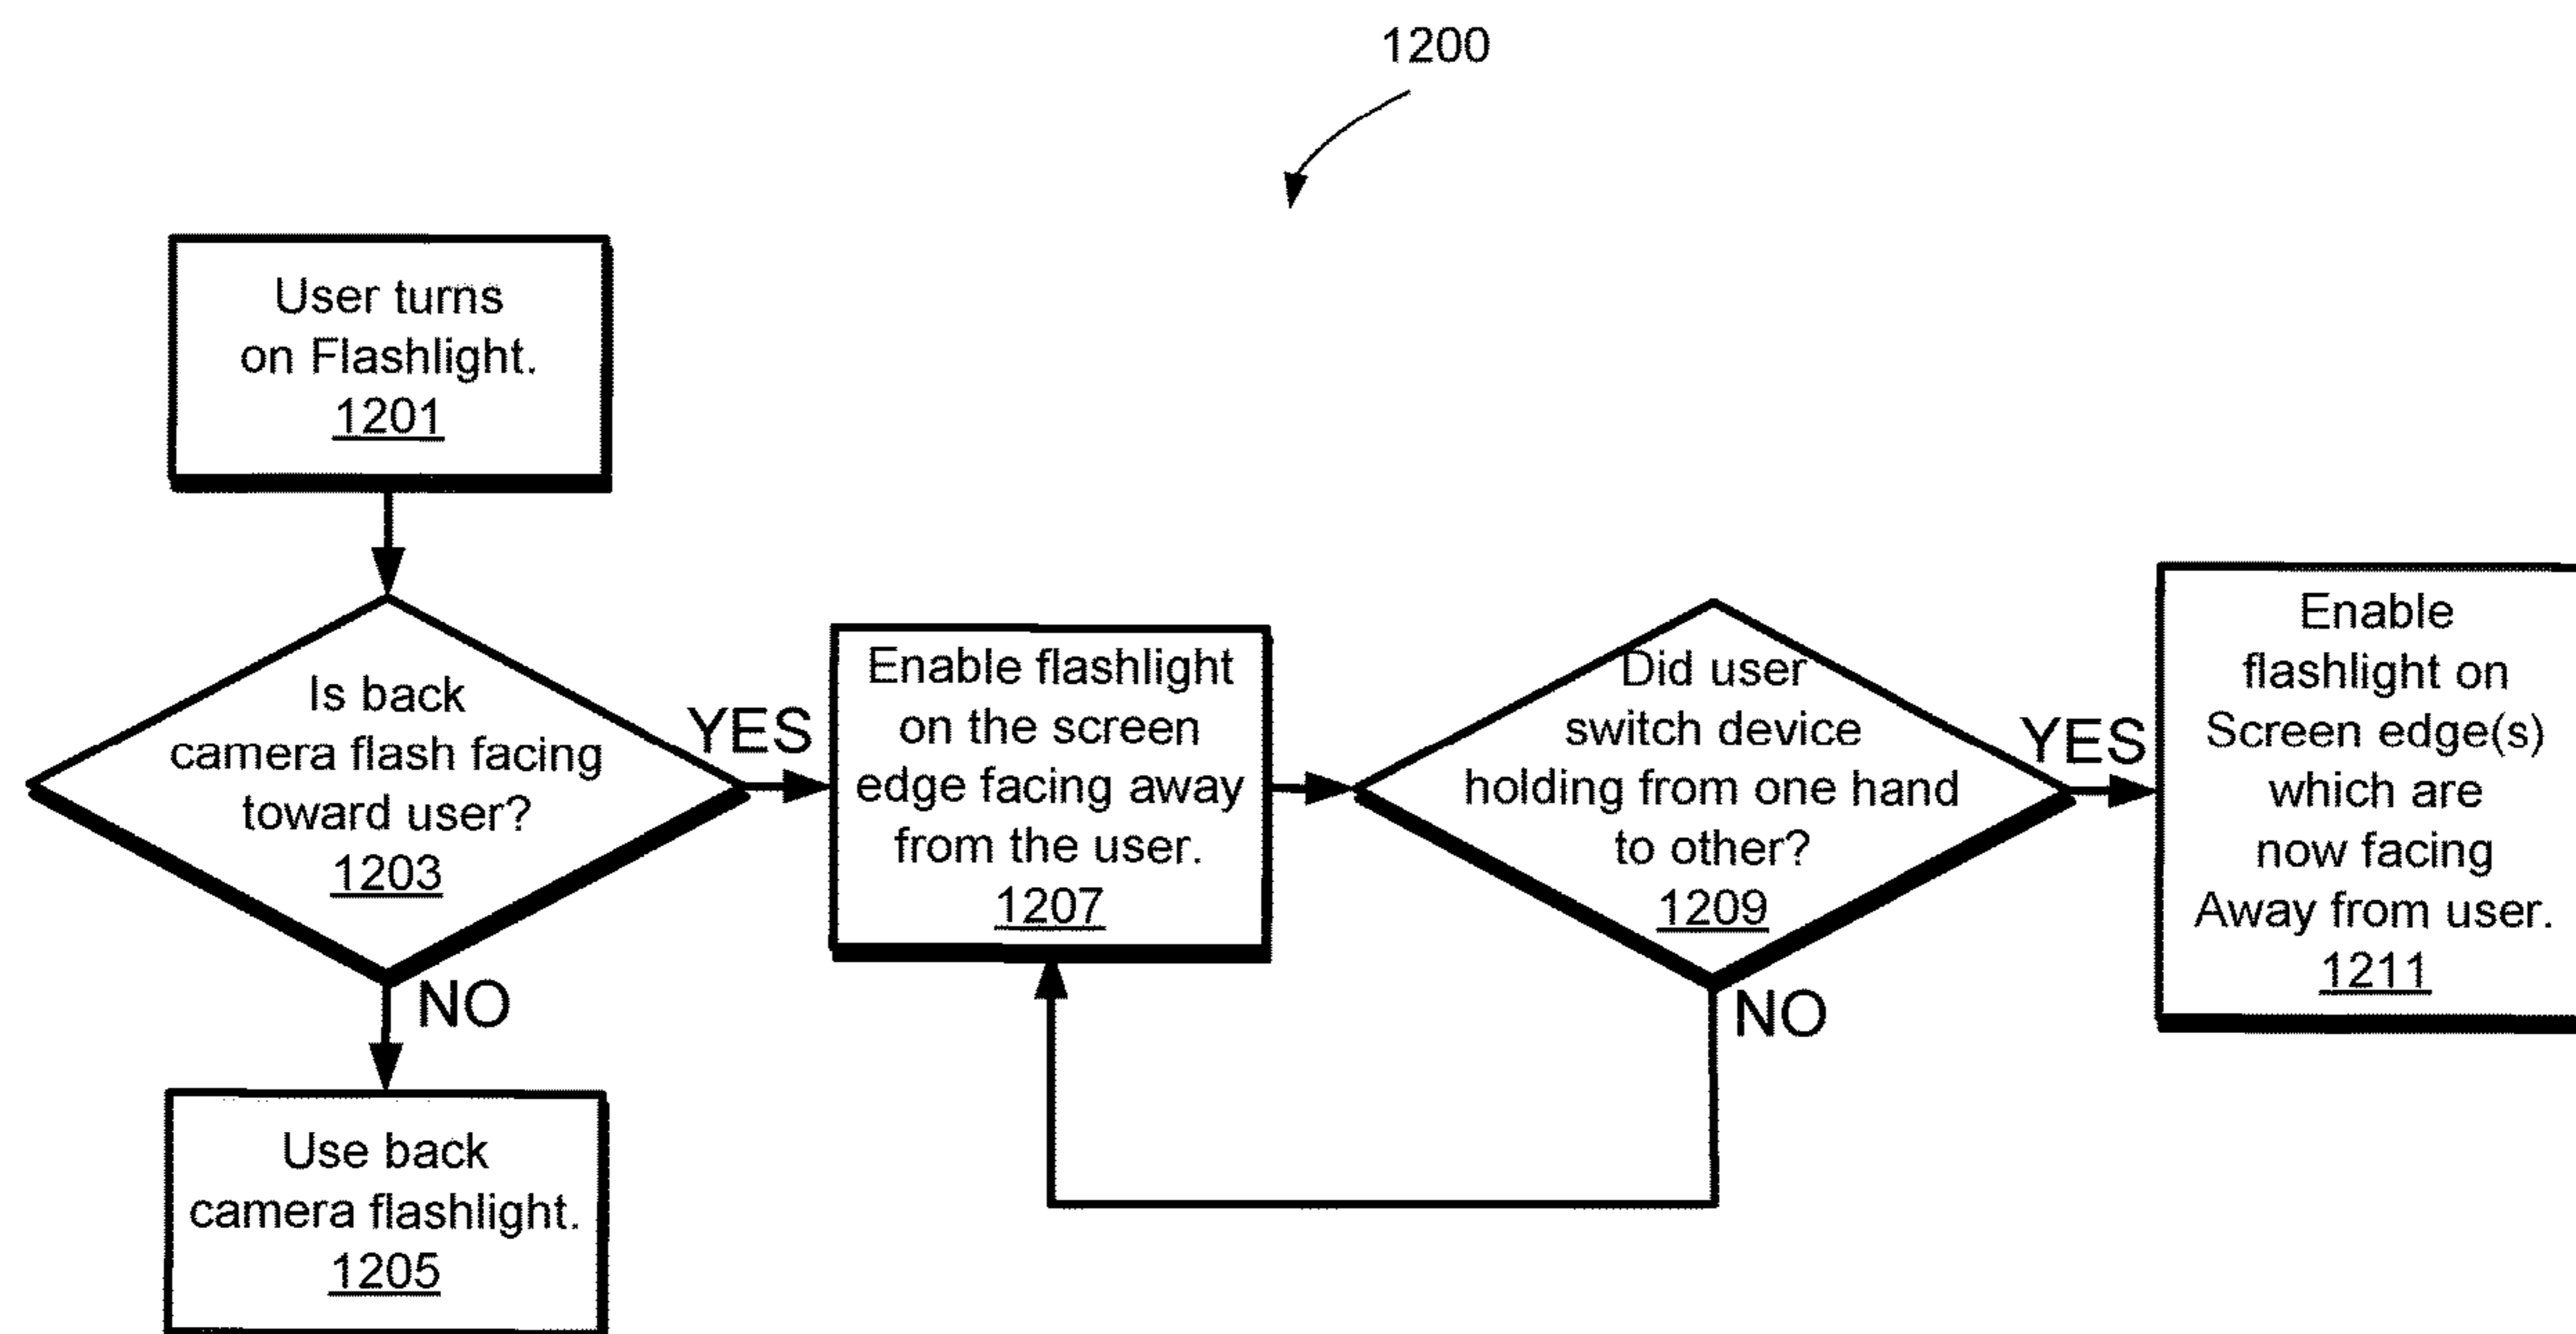 1200
User turns
on Flashlight.
1201
Is back
camera flash facing
toward user?
1203
YES
NO
Use back
camera flashlight.
1205
Enable flashlight
on the screen
edge facing away
from the user.
1207
Did user
switch device
holding from one hand
to other?
1209
YES
NO
Enable
flashlight on
Screen edge(s)
which are
now facing
Away from user.
1211